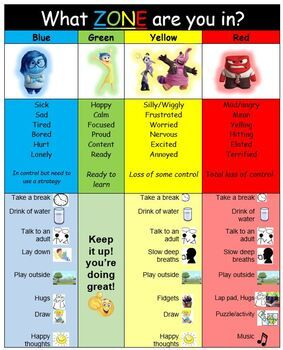 What ZONE are you in?
Blue
Green
Yellow
Red
Sick
Sad
Tired
Bored
Hurt
Lonely
In control but need to
use a strategy
Happy
Calm
Focused
Proud
Content
Ready
Ready to
learn
Silly/Wiggly
Frustrated
Worried
Nervous
Excited
Annoyed
Loss of some control
Mad/angry
Mean
Yelling
Hitting
Elated
Terrified
Total loss of control
Take a break
Drink of water
Talk to an
adult
Lay down
Play outside
Hugs
Draw
Happy
thoughts
Keep
it up!
you're
doing
great!
Take a break
Drink of water
Talk to an
adult
Slow deep
breaths
Play outside
Fidgets
Draw
Happy
thoughts
Take a break
Drink of water
Talk to an
adult
Slow deep
breaths
Play outside
Lap pad, Hugs
Puzzle/activity
Music